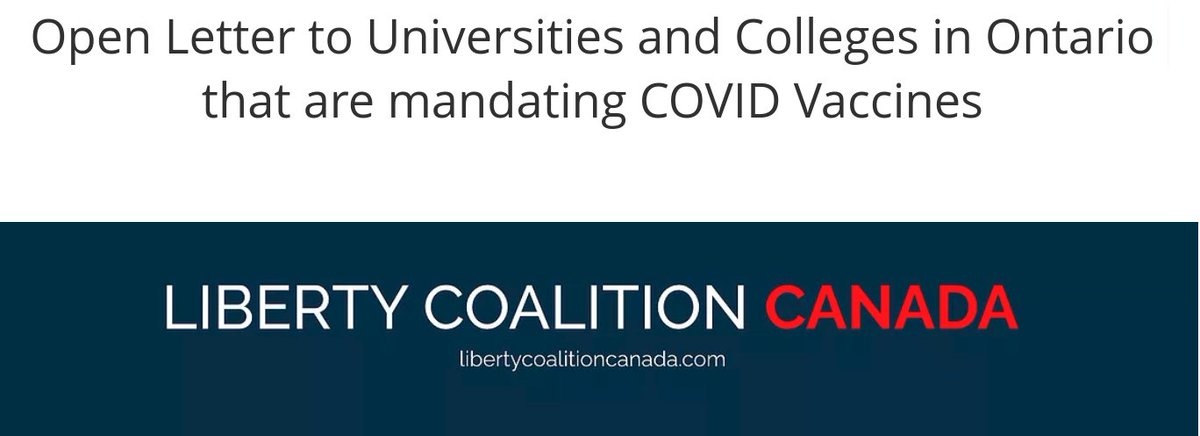 Open Letter to Universities and Colleges in Ontario
that are mandating COVID Vaccines
LIBERTY COALITION CANADA
libertycoalitioncanada.com